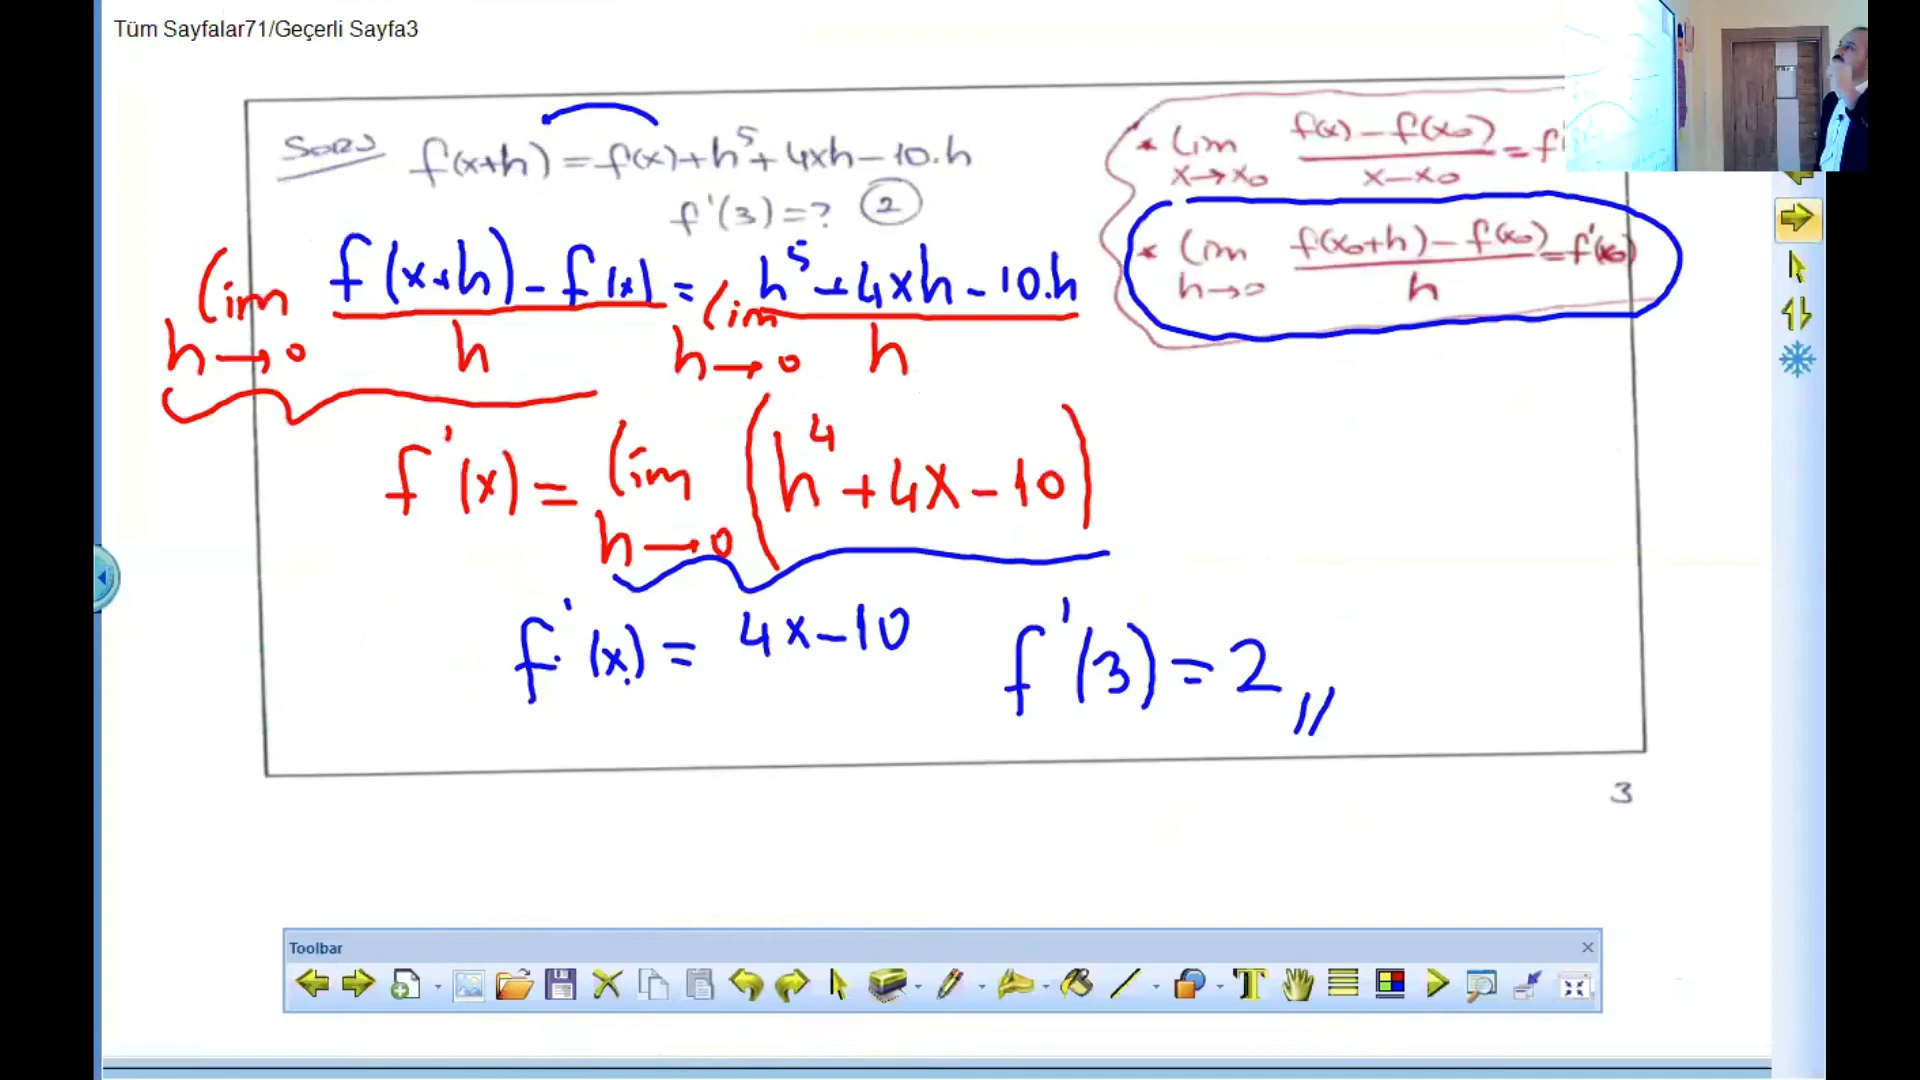 Tüm Sayfalar71/Geçerli Sayfa3
Soru f(x+h) = f(x)+h⁵+4xh-10.h
f'(3)=? 2
* lim x→x₀ f(x)-f(x₀) / x-x₀ = f'
* lim h→0 f(x₀+h)-f(x₀) / h = f'(x₀)
lim h→0 f(x+h)-f(x) / h = lim h→0 h⁵+4xh-10.h / h
f'(x) = lim h→0 (h⁴+4x-10)
f'(x) = 4x-10 f'(3) = 2,,
3
Toolbar